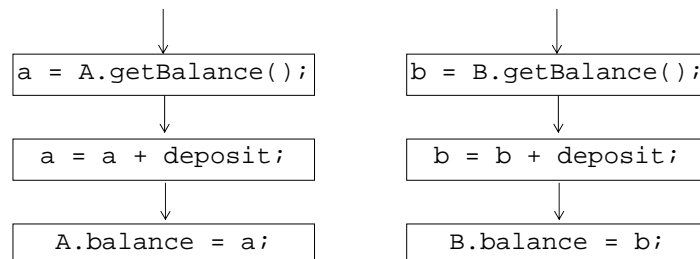 a = A.getBalance();
b = B.getBalance();
a = a + deposit;
b = b + deposit;
A.balance = a;
B.balance = b;